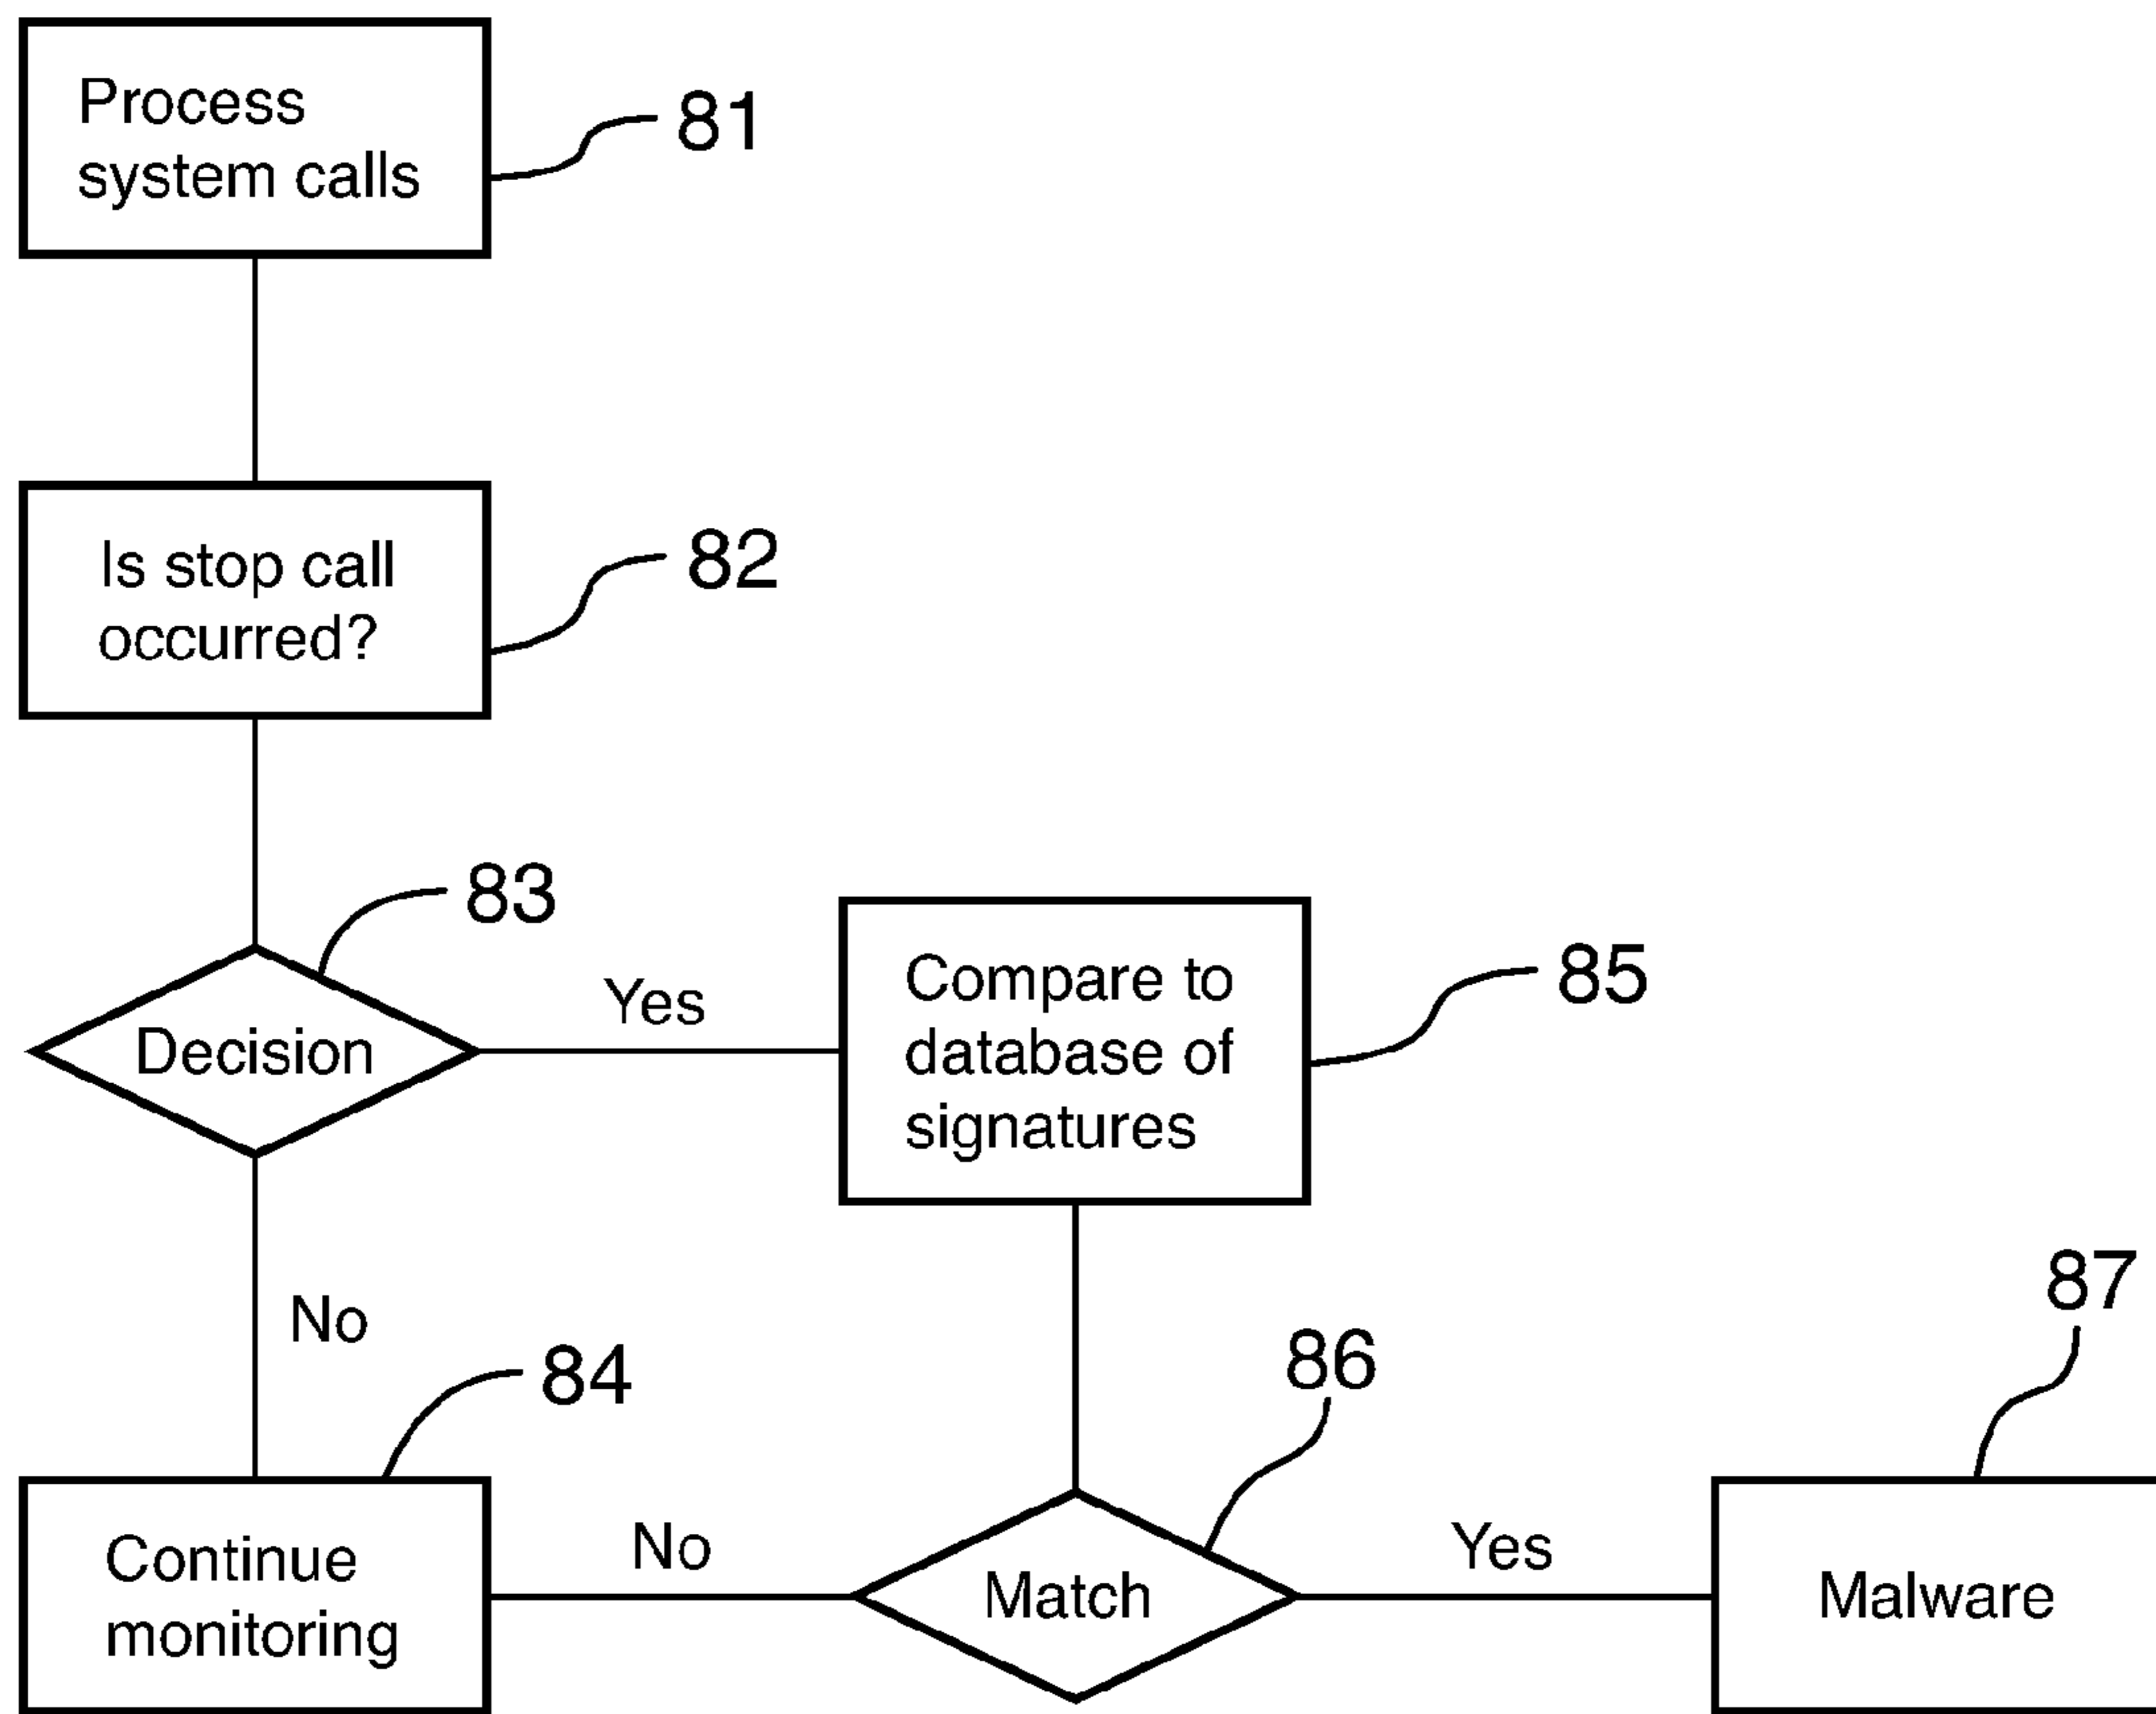 Process
system calls
81
Is stop call
occurred?
82
83
Decision
Yes
Compare to
database of
signatures
85
No
84
86
87
Continue
monitoring
No
Match
Yes
Malware